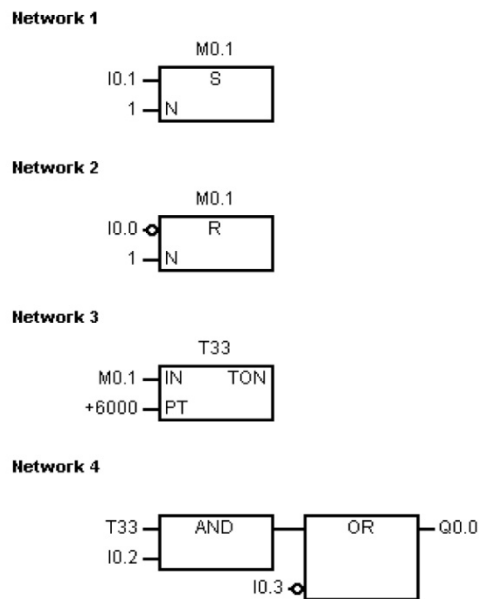 Network 1
M0.1
I0.1 S
1 N
Network 2
M0.1
I0.0 R
1 N
Network 3
T33
M0.1 IN TON
+6000 PT
Network 4
T33 AND OR Q0.0
I0.2
I0.3